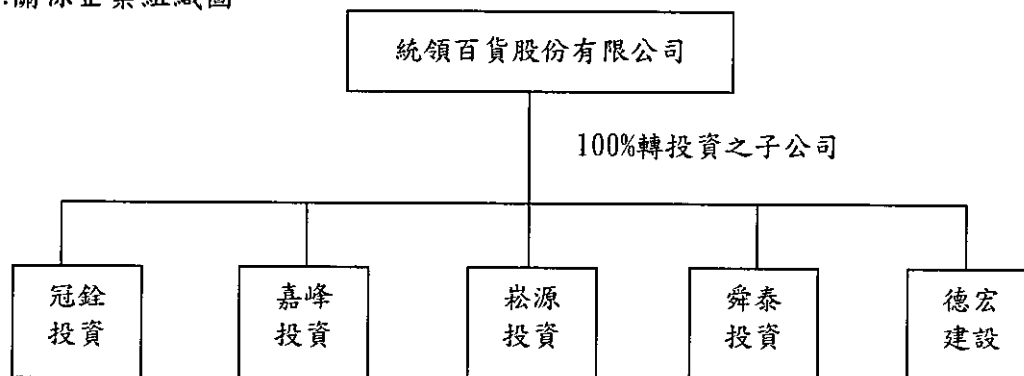 關係企業組織圖
統領百貨股份有限公司
100%轉投資之子公司
冠銓
投資
嘉峰
投資
崧源
投資
舜泰
投資
德宏
建設